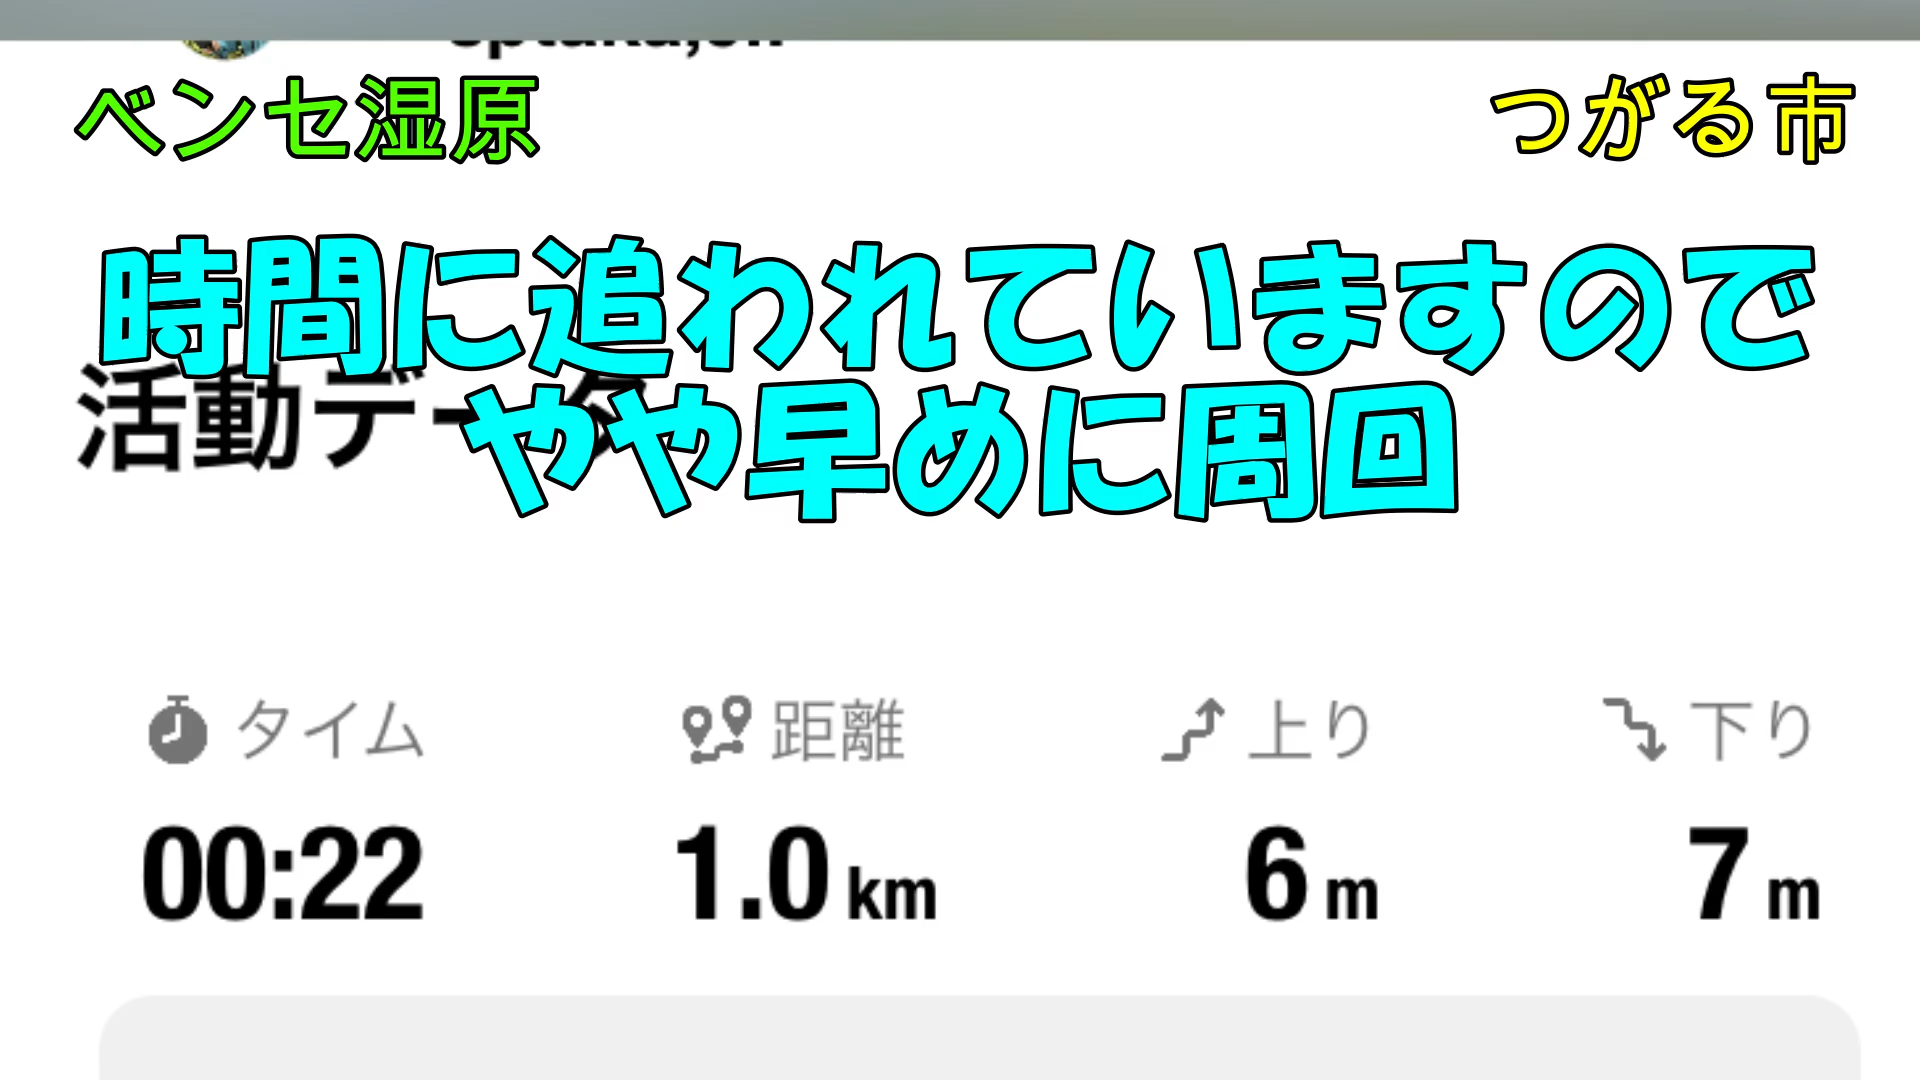 ベンセ湿原
つがる市
時間に追われていますので
やや早めに周回
活動データ
タイム
距離
上り
下り
00:22
1.0 km
6 m
7 m